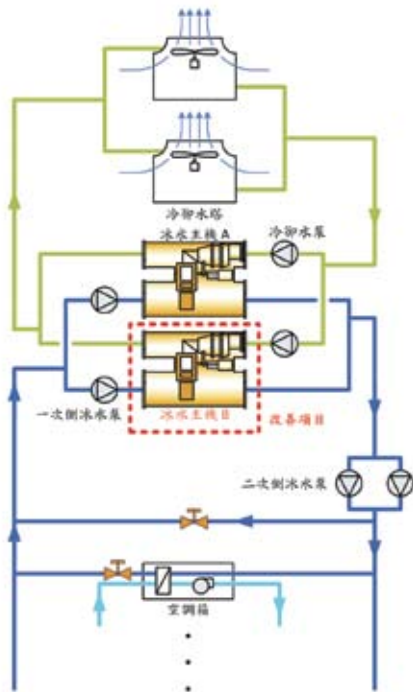 冷卻水塔
冰水主機A
冷卻水泵
一次側冰水泵
冰水主機B
改善項目
二次側冰水泵
空調箱